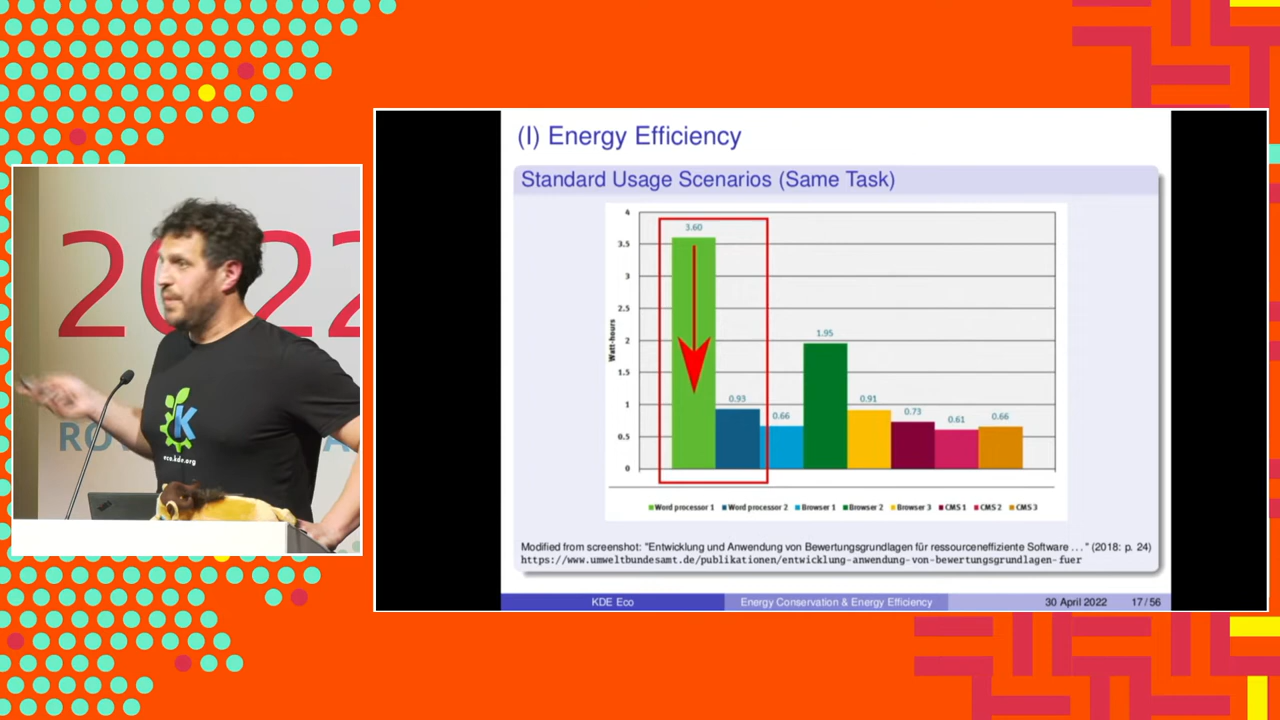 (I) Energy Efficiency
Standard Usage Scenarios (Same Task)
4
3.5
3
2.5
2
1.5
1
0.5
0
Watt-hours
3.60
0.93
0.66
1.95
0.91
0.73
0.61
0.66
Word processor 1 Word processor 2 Browser 1 Browser 2 Browser 3 CMS 1 CMS 2 CMS 3
Modified from screenshot: "Entwicklung und Anwendung von Bewertungsgrundlagen für ressourceneffiziente Software ..." (2018: p. 24)
https://www.umweltbundesamt.de/publikationen/entwicklung-anwendung-von-bewertungsgrundlagen-fuer
KDE Eco Energy Conservation & Energy Efficiency 30 April 2022 17/56
2022
K
eco.kde.org